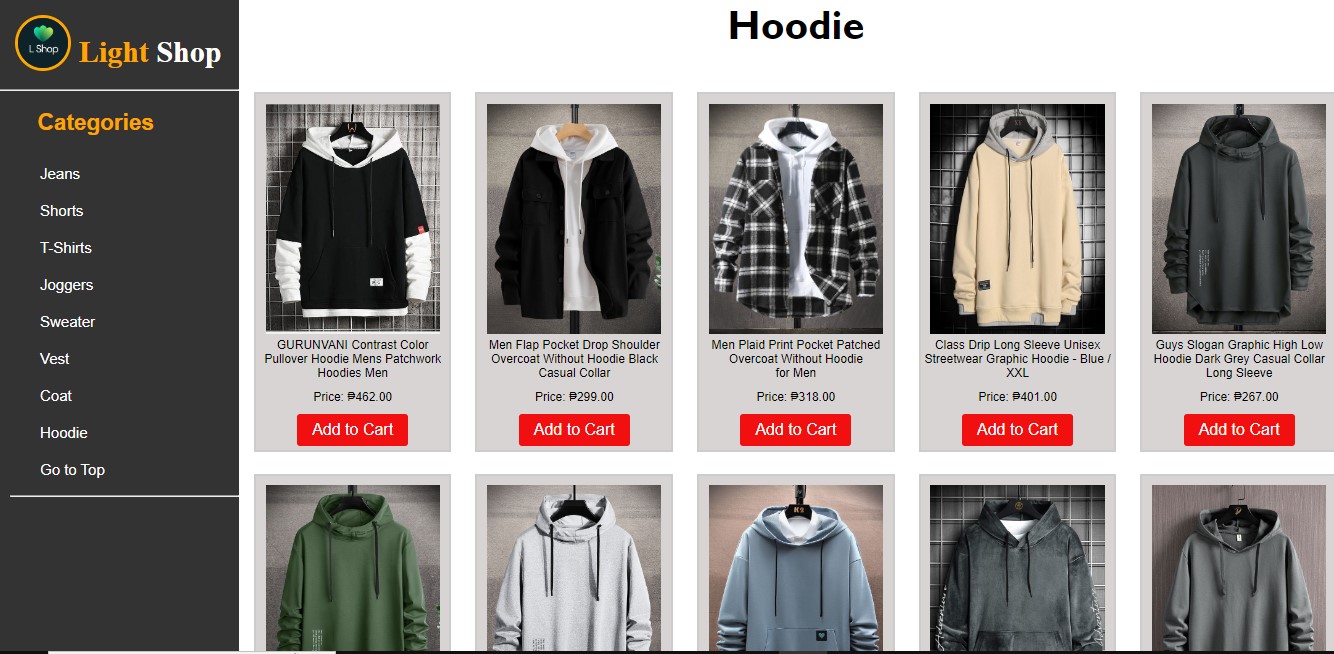 Hoodie
L Shop
Light Shop
Categories
Jeans
Shorts
T-Shirts
Joggers
Sweater
Vest
Coat
Hoodie
Go to Top
GURUNVANI Contrast Color
Pullover Hoodie Mens Patchwork
Hoodies Men
Price: ₱462.00
Add to Cart
Men Flap Pocket Drop Shoulder
Overcoat Without Hoodie Black
Casual Collar
Price: ₱299.00
Add to Cart
Men Plaid Print Pocket Patched
Overcoat Without Hoodie
for Men
Price: ₱318.00
Add to Cart
Class Drip Long Sleeve Unisex
Streetwear Graphic Hoodie - Blue /
XXL
Price: ₱401.00
Add to Cart
Guys Slogan Graphic High Low
Hoodie Dark Grey Casual Collar
Long Sleeve
Price: ₱267.00
Add to Cart